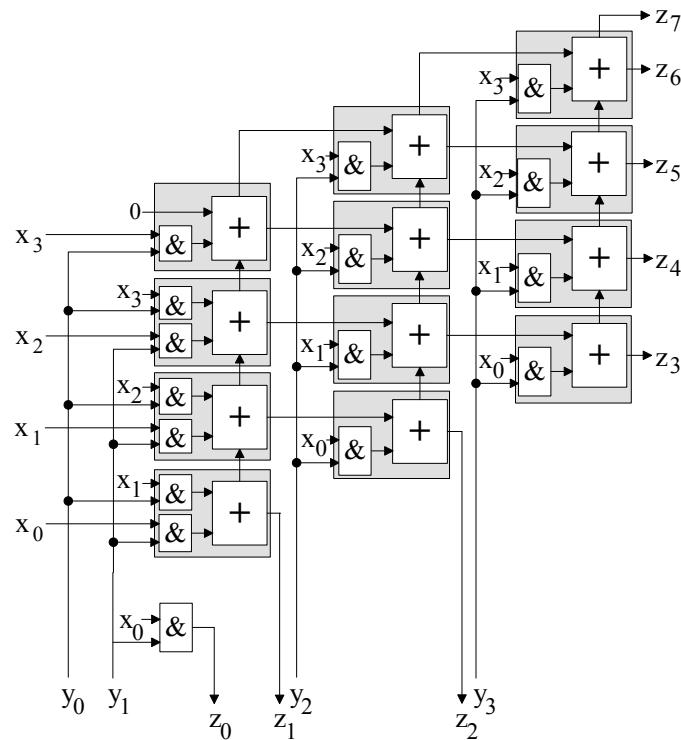 z₇
x₃ & + z₆
x₃ & + x₂ & + z₅
0 + x₂ & + x₁ & + z₄
x₃ &
x₃ & + x₁ & + x₀ & + z₃
x₂ &
x₂ & + x₀ & +
x₁ &
x₁ & +
x₀ &
x₀ &
y₀ y₁ z₀ z₁ y₂ z₂ y₃